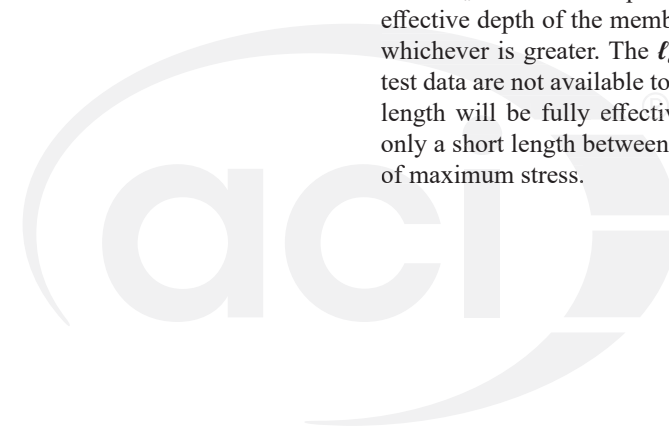 effective depth of the memb
whichever is greater. The ℓ
test data are not available to
length will be fully effectiv
only a short length between
of maximum stress.
aci
®